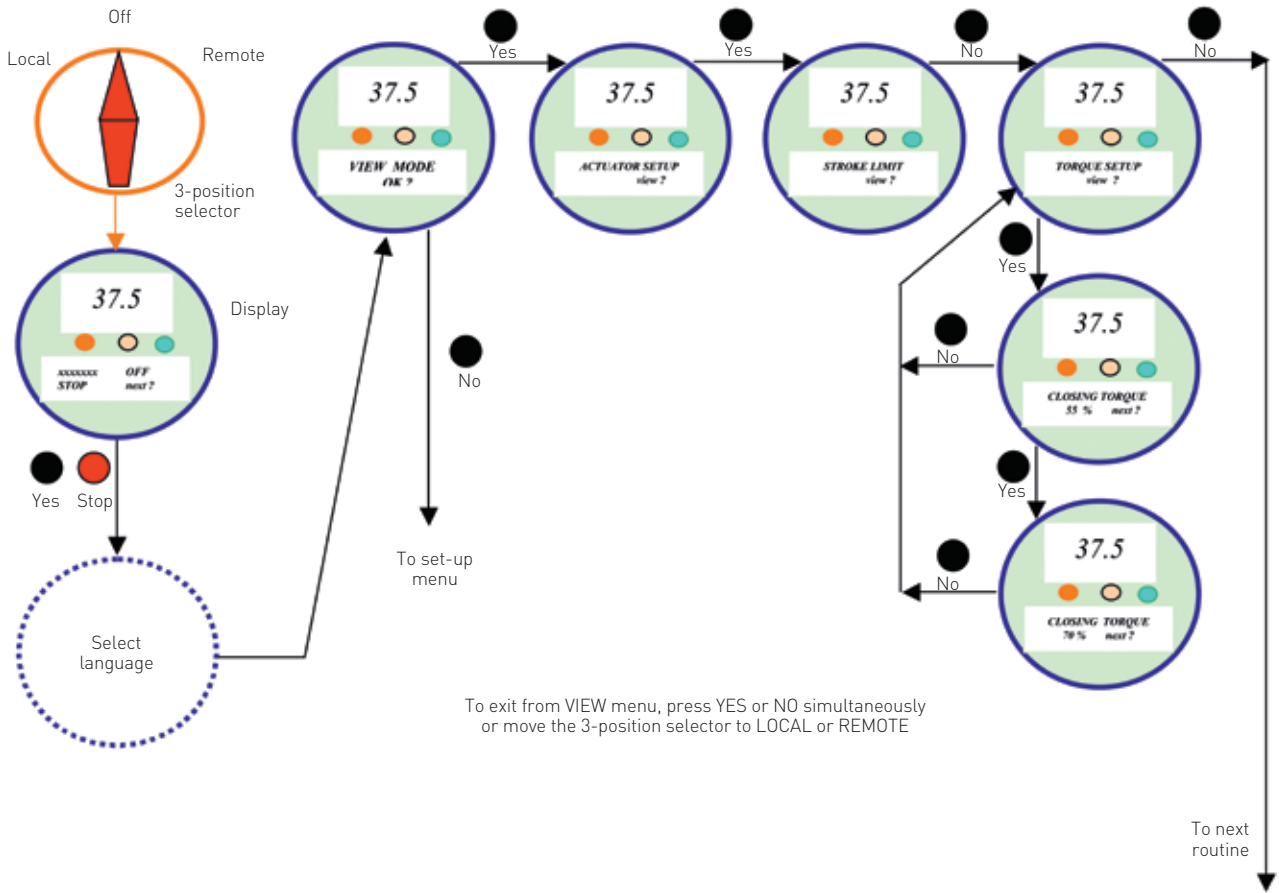 Off
Local
Remote
3-position
selector
37.5
xxxxxxx OFF
STOP next ?
Display
Yes Stop
Select
language
37.5
VIEW MODE
OK ?
No
To set-up
menu
Yes
37.5
ACTUATOR SETUP
view ?
Yes
37.5
STROKE LIMIT
view ?
No
37.5
TORQUE SETUP
view ?
No
Yes
37.5
CLOSING TORQUE
55 % next ?
No
Yes
37.5
CLOSING TORQUE
70 % next ?
No
To exit from VIEW menu, press YES or NO simultaneously
or move the 3-position selector to LOCAL or REMOTE
To next
routine